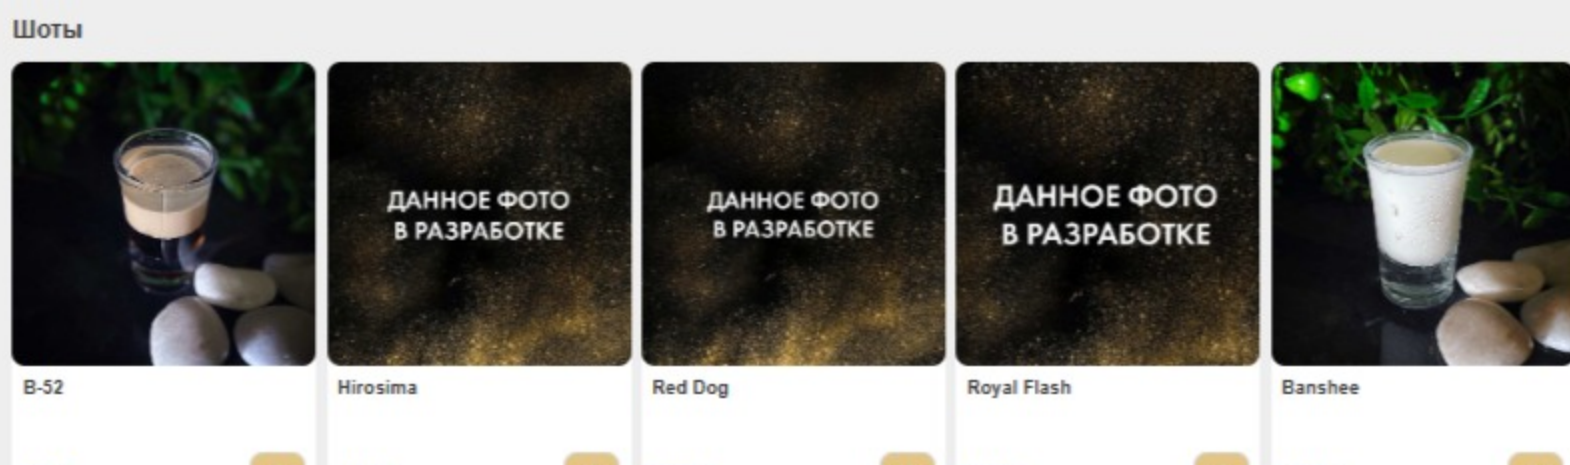 Шоты
ДАННОЕ ФОТО
В РАЗРАБОТКЕ
ДАННОЕ ФОТО
В РАЗРАБОТКЕ
ДАННОЕ ФОТО
В РАЗРАБОТКЕ
B-52
Hirosima
Red Dog
Royal Flash
Banshee